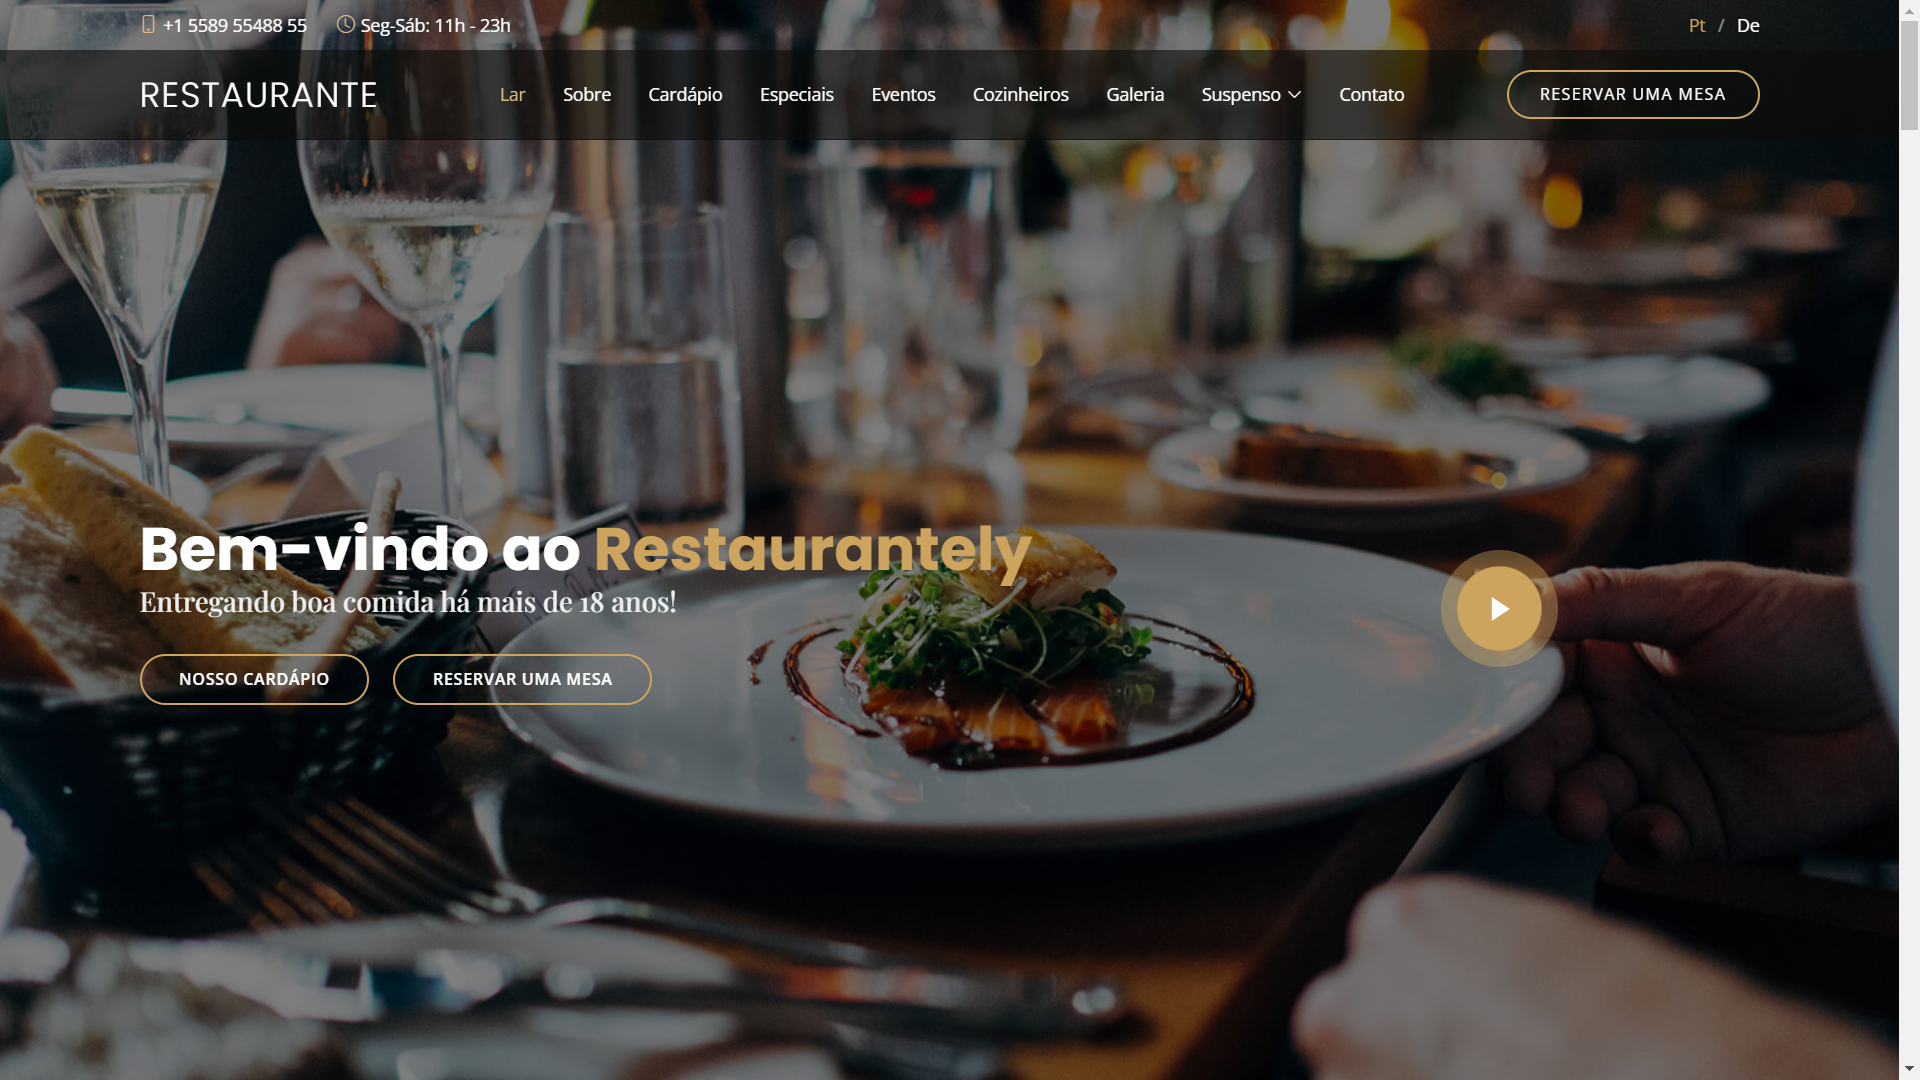 +1 5589 55488 55
Seg-Sáb: 11h - 23h
Pt / De
RESTAURANTE
Lar
Sobre
Cardápio
Especiais
Eventos
Cozinheiros
Galeria
Suspenso
Contato
RESERVAR UMA MESA
Bem-vindo ao Restaurantely
Entregando boa comida há mais de 18 anos!
NOSSO CARDÁPIO
RESERVAR UMA MESA